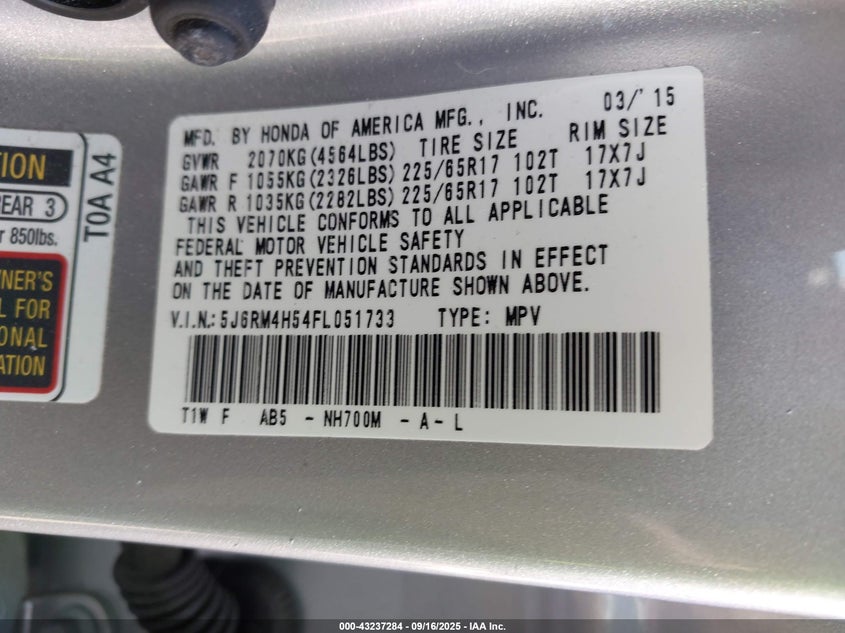 MFD. BY HONDA OF AMERICA MFG., INC. 03/'15
GVWR 2070KG(4564LBS) TIRE SIZE RIM SIZE
GAWR F 1055KG(2326LBS) 225/65R17 102T 17X7J
GAWR R 1035KG(2282LBS) 225/65R17 102T 17X7J
THIS VEHICLE CONFORMS TO ALL APPLICABLE
FEDERAL MOTOR VEHICLE SAFETY
AND THEFT PREVENTION STANDARDS IN EFFECT
ON THE DATE OF MANUFACTURE SHOWN ABOVE.
V.I.N.: 5J6RM4H54FL051733 TYPE: MPV
T1W F AB5 - NH700M - A - L
TION
REAR 3
850lbs.
T0A A4
WNER'S
L FOR
ONAL
ATION
000-43237284 - 09/16/2025 - IAA Inc.